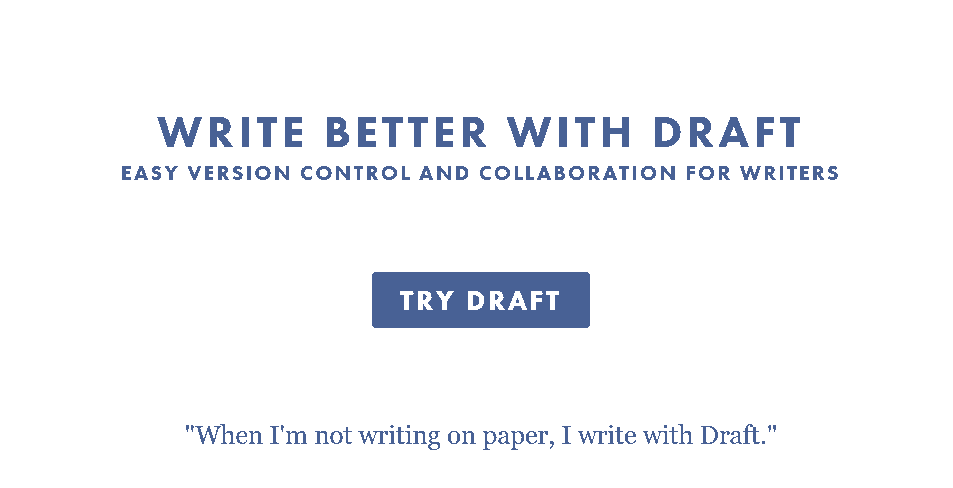 WRITE BETTER WITH DRAFT
EASY VERSION CONTROL AND COLLABORATION FOR WRITERS
TRY DRAFT
"When I'm not writing on paper, I write with Draft."